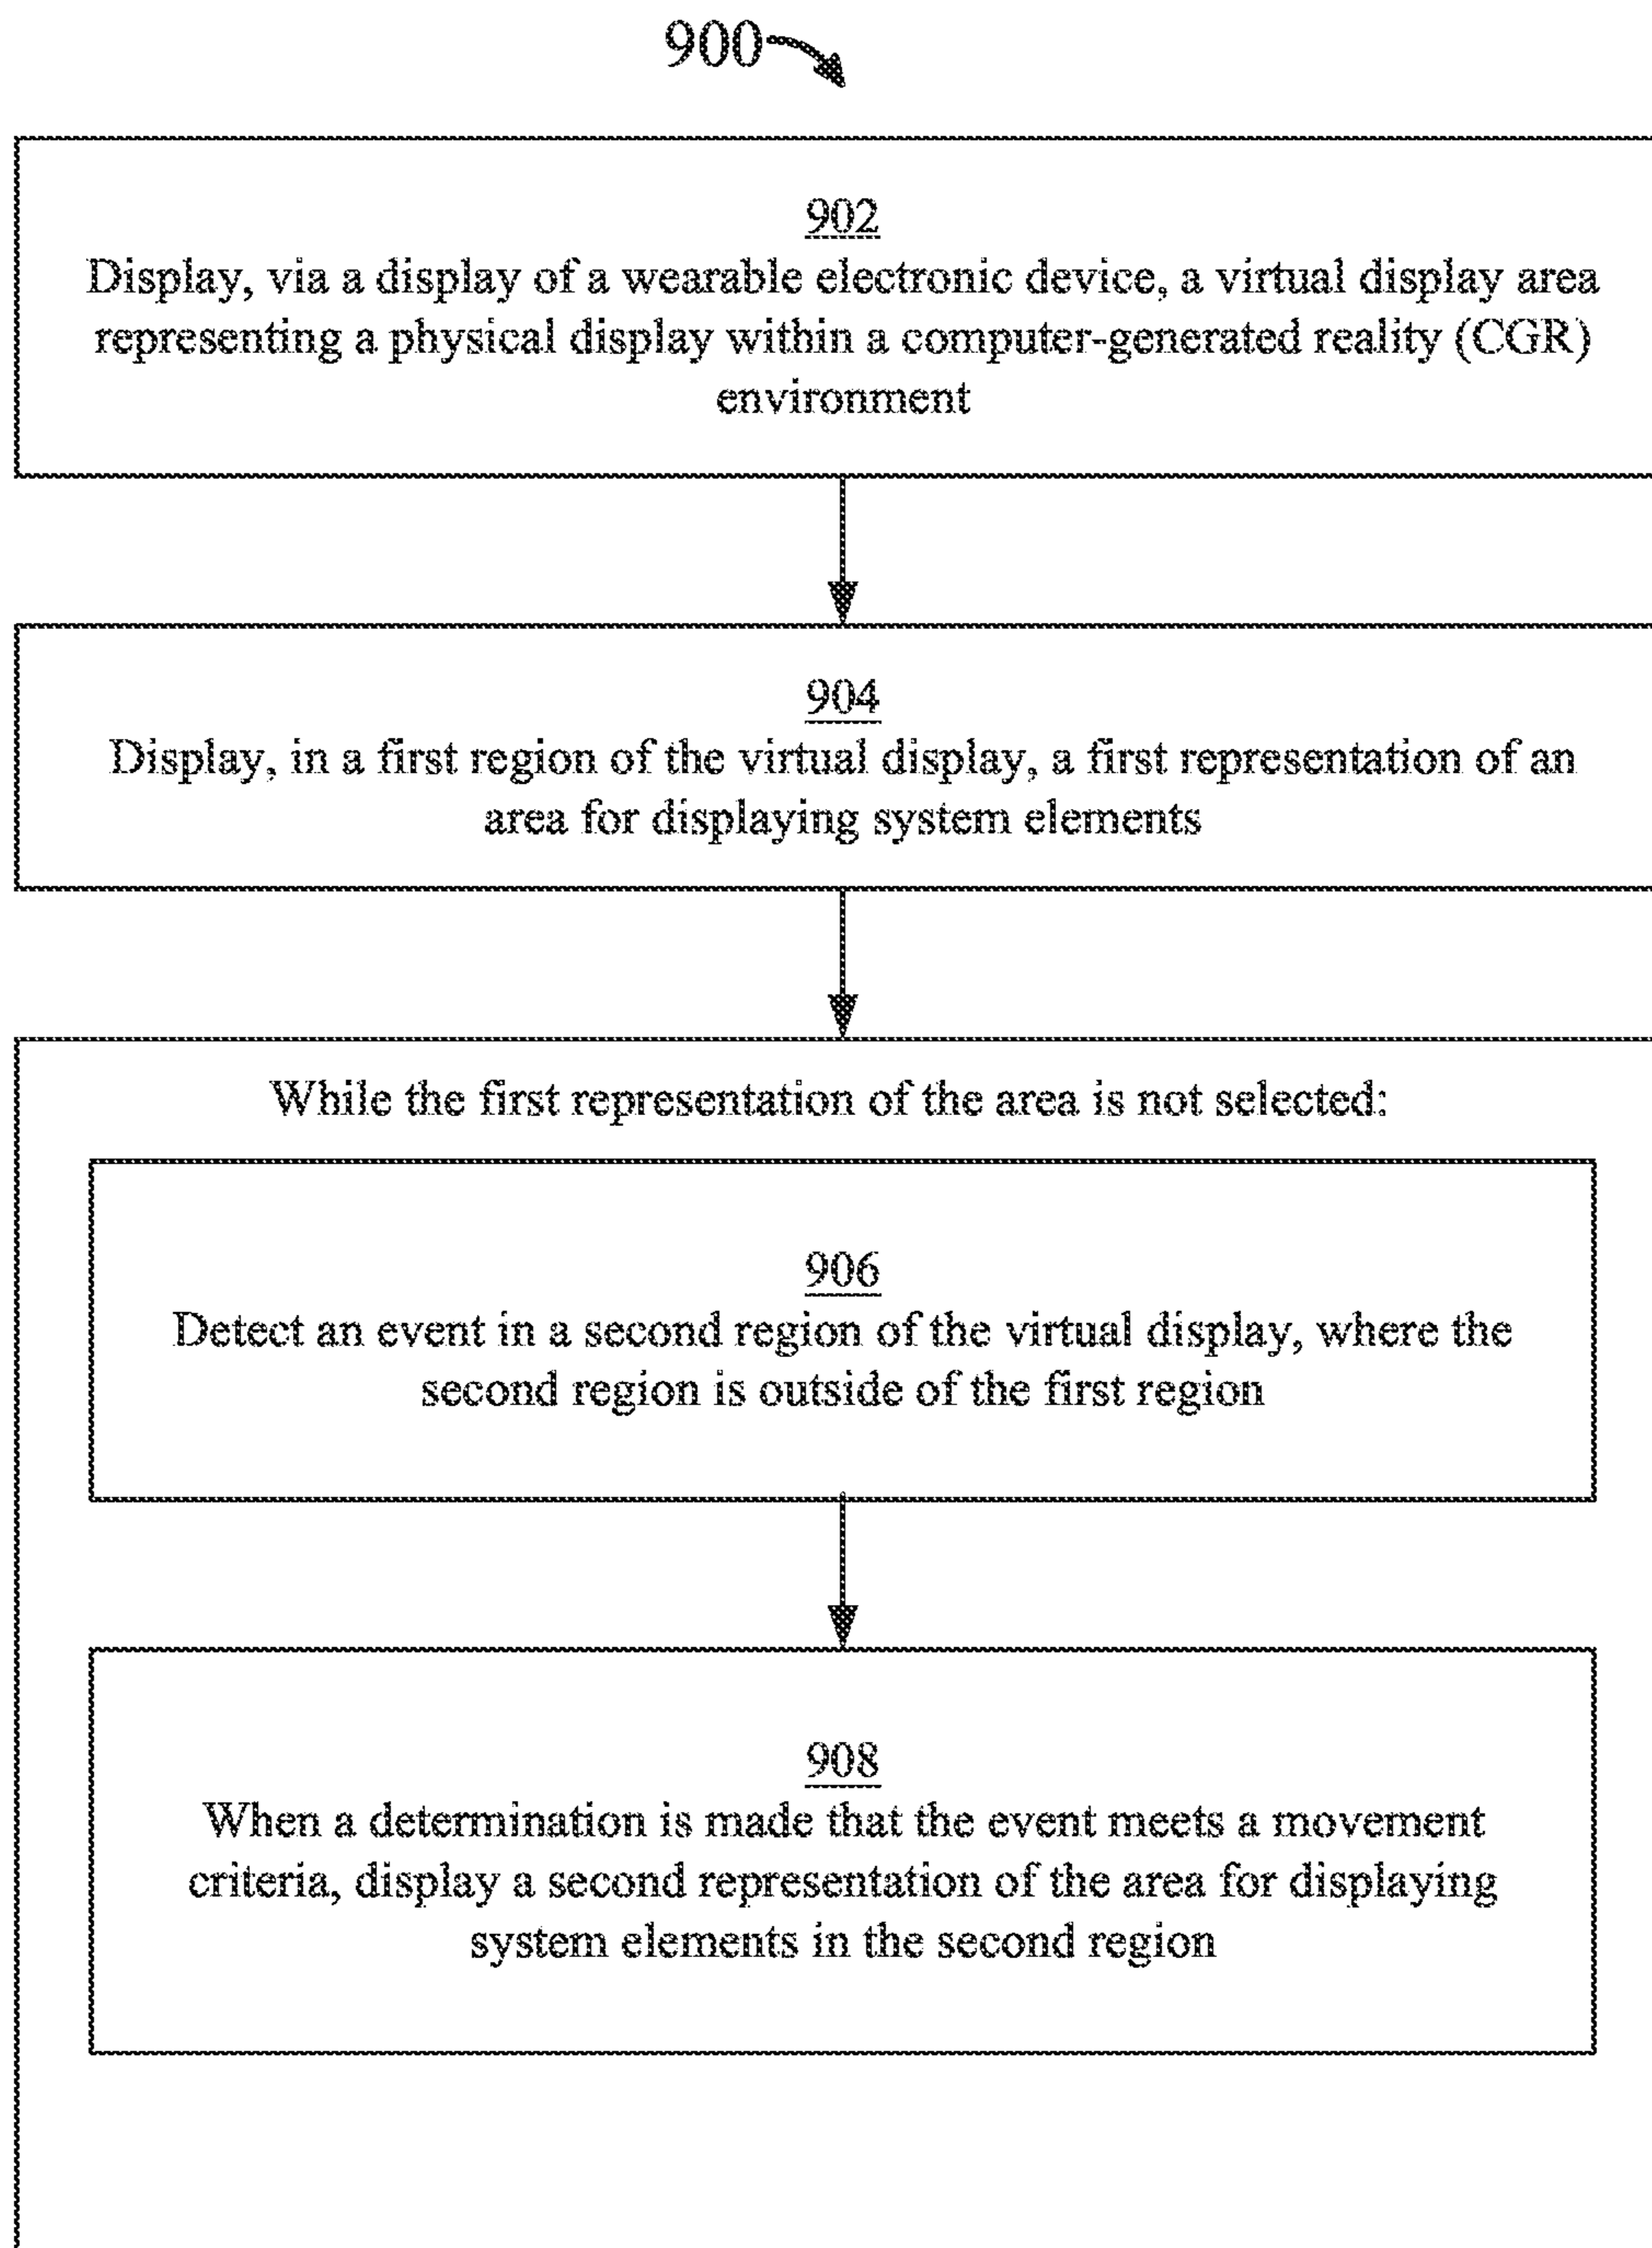 900
902
Display, via a display of a wearable electronic device, a virtual display area
representing a physical display within a computer-generated reality (CGR)
environment
904
Display, in a first region of the virtual display, a first representation of an
area for displaying system elements
While the first representation of the area is not selected:
906
Detect an event in a second region of the virtual display, where the
second region is outside of the first region
908
When a determination is made that the event meets a movement
criteria, display a second representation of the area for displaying
system elements in the second region